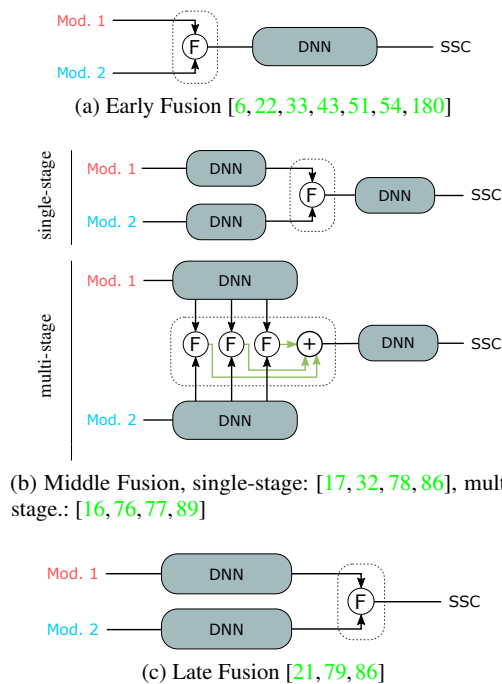 Mod. 1
F
DNN
SSC
Mod. 2
(a) Early Fusion [6, 22, 33, 43, 51, 54, 180]
single-stage
Mod. 1
DNN
F
DNN
SSC
Mod. 2
DNN
multi-stage
Mod. 1
DNN
F
F
F
+
DNN
SSC
Mod. 2
DNN
(b) Middle Fusion, single-stage: [17, 32, 78, 86], mult
stage.: [16, 76, 77, 89]
Mod. 1
DNN
F
SSC
Mod. 2
DNN
(c) Late Fusion [21, 79, 86]